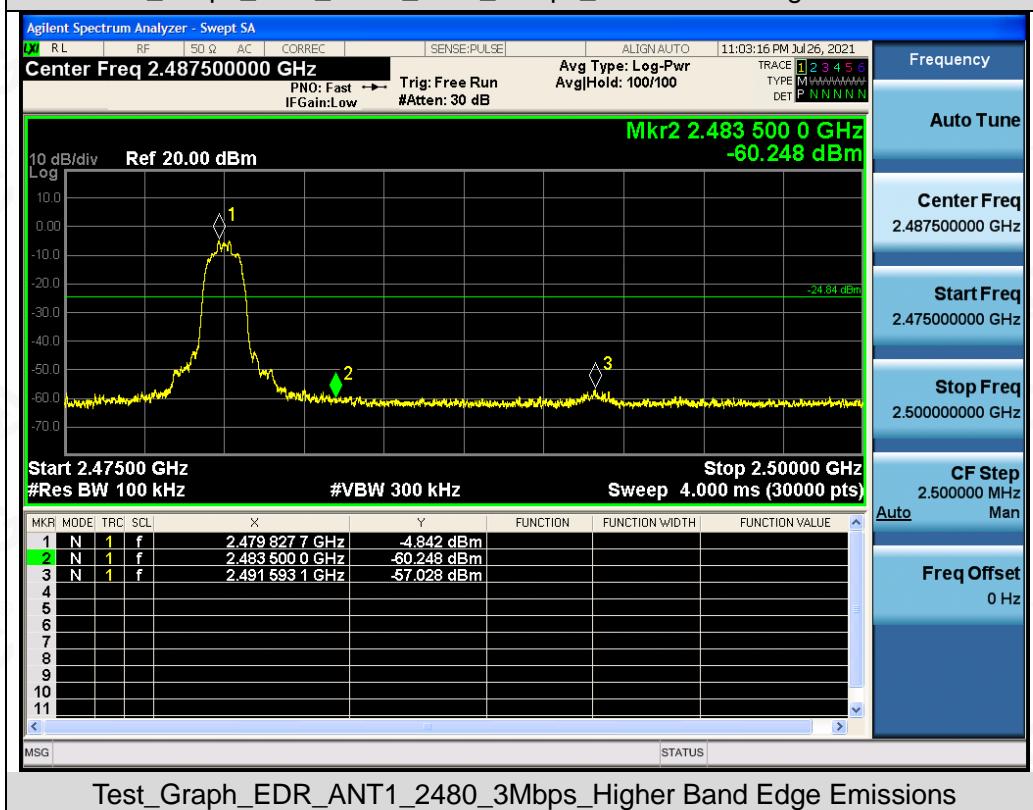 Agilent Spectrum Analyzer - Swept SA
LXI RL RF 50 Ω AC CORREC SENSE:PULSE ALIGN AUTO 11:03:16 PM Jul 26, 2021
Center Freq 2.487500000 GHz
PNO: Fast
IFGain:Low
Trig: Free Run
#Atten: 30 dB
Avg Type: Log-Pwr
Avg|Hold: 100/100
TRACE 1 2 3 4 5 6
TYPE M
DET P N N N N N
Mkr2 2.483 500 0 GHz
-60.248 dBm
10 dB/div Ref 20.00 dBm
Log
10.0
0.00
-10.0
-20.0
-30.0
-40.0
-50.0
-60.0
-70.0
1
2
3
-24.84 dBm
Start 2.47500 GHz Stop 2.50000 GHz
#Res BW 100 kHz #VBW 300 kHz Sweep 4.000 ms (30000 pts)
MKR MODE TRC SCL X Y FUNCTION FUNCTION WIDTH FUNCTION VALUE
1 N 1 f 2.479 827 7 GHz -4.842 dBm
2 N 1 f 2.483 500 0 GHz -60.248 dBm
3 N 1 f 2.491 593 1 GHz -57.028 dBm
4
5
6
7
8
9
10
11
MSG STATUS
Frequency
Auto Tune
Center Freq
2.487500000 GHz
Start Freq
2.475000000 GHz
Stop Freq
2.500000000 GHz
CF Step
2.500000 MHz
Auto Man
Freq Offset
0 Hz
Test_Graph_EDR_ANT1_2480_3Mbps_Higher Band Edge Emissions